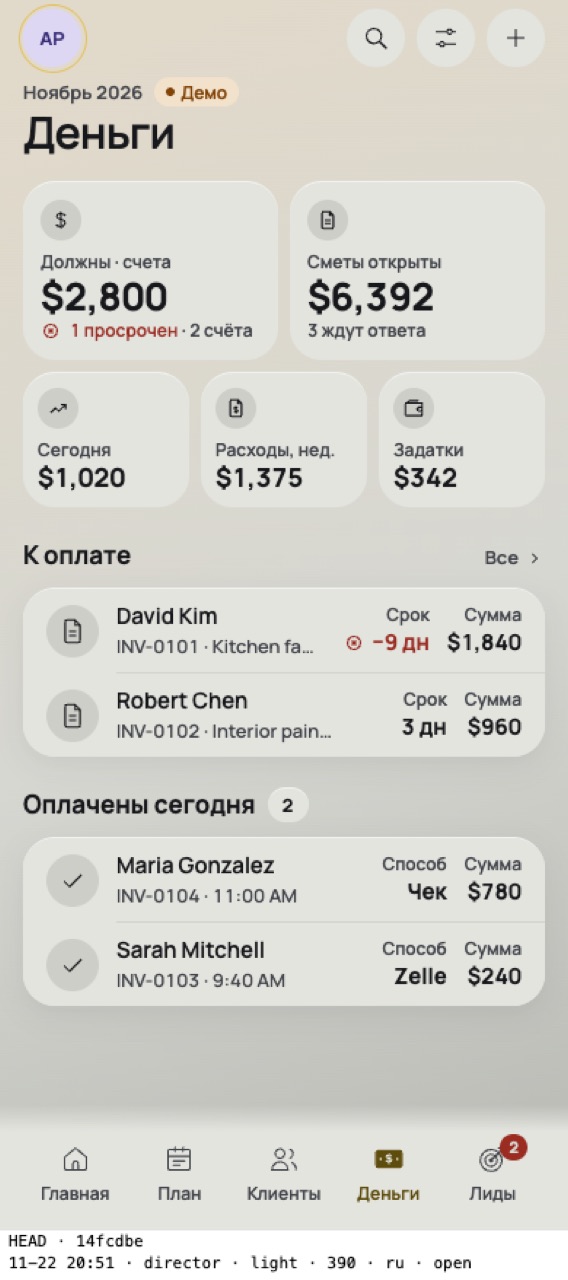 AP
Ноябрь 2026 Демо
Деньги
$
Должны · счета
$2,800
1 просрочен · 2 счёта
Сметы открыты
$6,392
3 ждут ответа
Сегодня
$1,020
Расходы, нед.
$1,375
Задатки
$342
К оплате
Все
David Kim
INV-0101 · Kitchen fa...
Срок
−9 дн
Сумма
$1,840
Robert Chen
INV-0102 · Interior pain...
Срок
3 дн
Сумма
$960
Оплачены сегодня 2
Maria Gonzalez
INV-0104 · 11:00 AM
Способ
Чек
Сумма
$780
Sarah Mitchell
INV-0103 · 9:40 AM
Способ
Zelle
Сумма
$240
2
Главная План Клиенты Деньги Лиды
HEAD · 14fcdbe
11-22 20:51 · director · light · 390 · ru · open